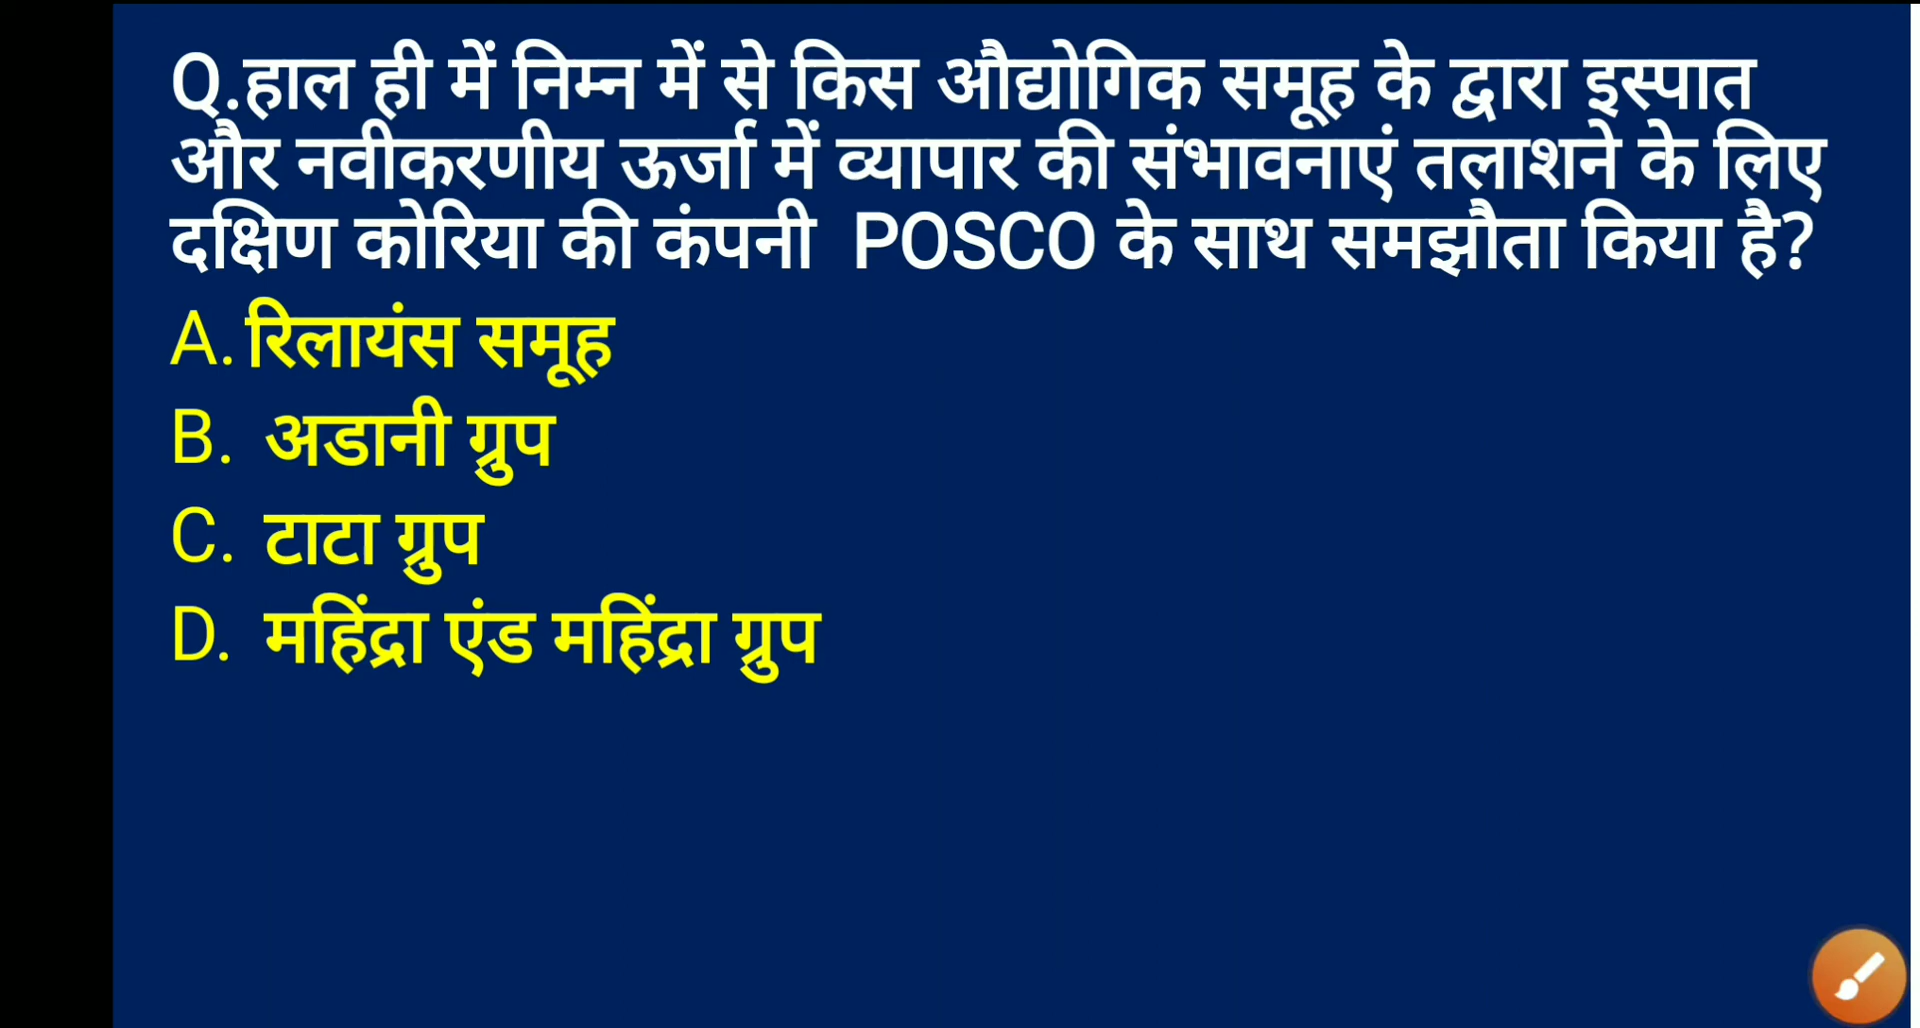 Q.हाल ही में निम्न में से किस औद्योगिक समूह के द्वारा इस्पात
और नवीकरणीय ऊर्जा में व्यापार की संभावनाएं तलाशने के लिए
दक्षिण कोरिया की कंपनी POSCO के साथ समझौता किया है?
A. रिलायंस समूह
B. अडानी ग्रुप
C. टाटा ग्रुप
D. महिंद्रा एंड महिंद्रा ग्रुप